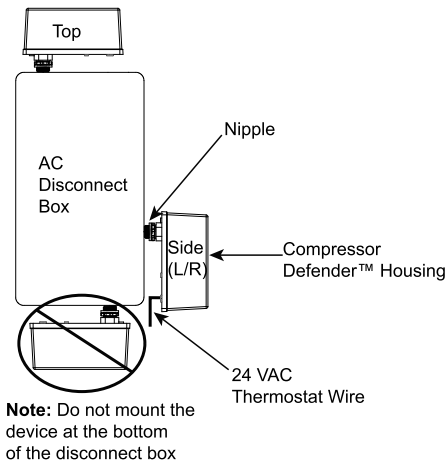 Top
Nipple
AC
Disconnect
Box
Side
(L/R)
Compressor
Defender™ Housing
24 VAC
Thermostat Wire
Note: Do not mount the
device at the bottom
of the disconnect box